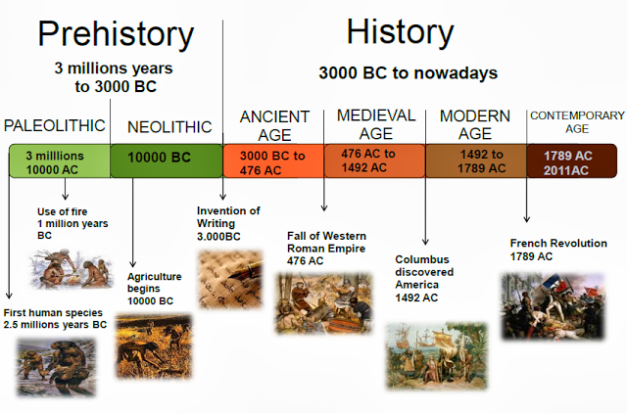 Prehistory
3 millions years
to 3000 BC
History
3000 BC to nowadays
PALEOLITHIC
NEOLITHIC
ANCIENT
AGE
MEDIEVAL
AGE
MODERN
AGE
CONTEMPORARY
AGE
3 milllions
10000 AC
10000 BC
3000 BC to
476 AC
476 AC to
1492 AC
1492 to
1789 AC
1789 AC
2011AC
Use of fire
1 million years
BC
First human species
2.5 millions years BC
Agriculture
begins
10000 BC
Invention of
Writing
3.000BC
Fall of Western
Roman Empire
476 AC
Columbus
discovered
America
1492 AC
French Revolution
1789 AC